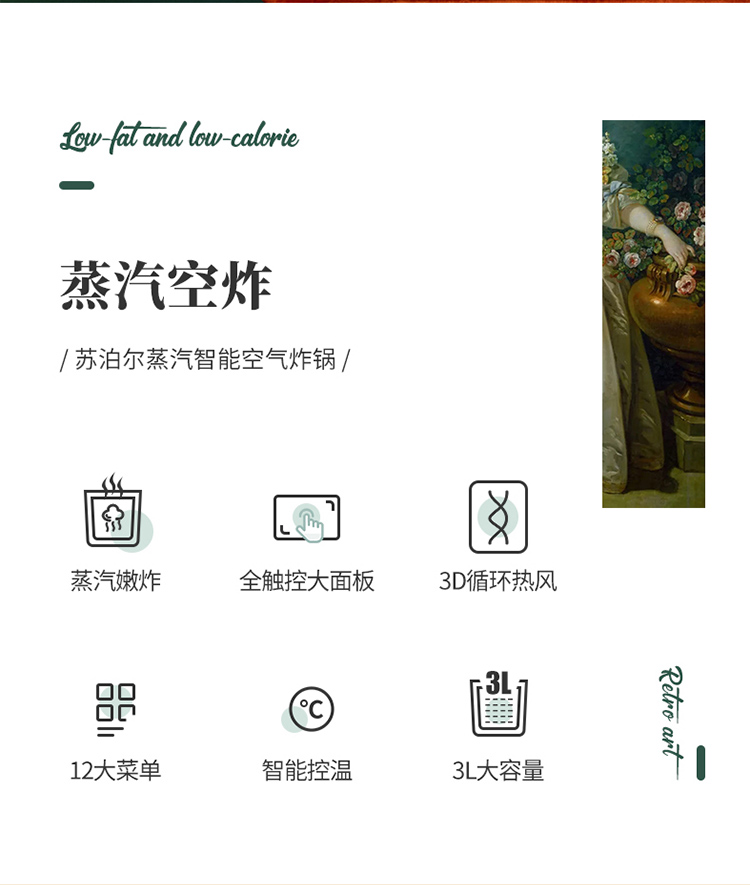 Low-fat and low-calorie
蒸汽空炸
/ 苏泊尔蒸汽智能空气炸锅 /
蒸汽嫩炸
全触控大面板
3D循环热风
3L
℃
12大菜单
智能控温
3L大容量
Retro art